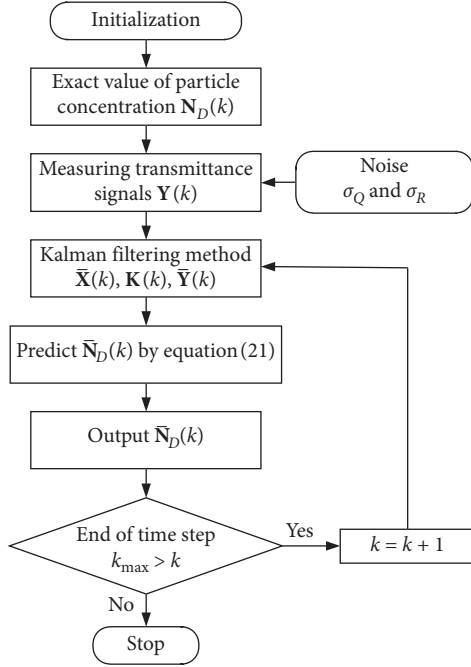 Initialization
Exact value of particle
concentration N_D(k)
Measuring transmittance
signals Y(k)
Noise
σ_Q and σ_R
Kalman filtering method
X̄(k), K(k), Ȳ(k)
Predict N̄_D(k) by equation (21)
Output N̄_D(k)
End of time step
k_max > k
Yes
k = k + 1
No
Stop